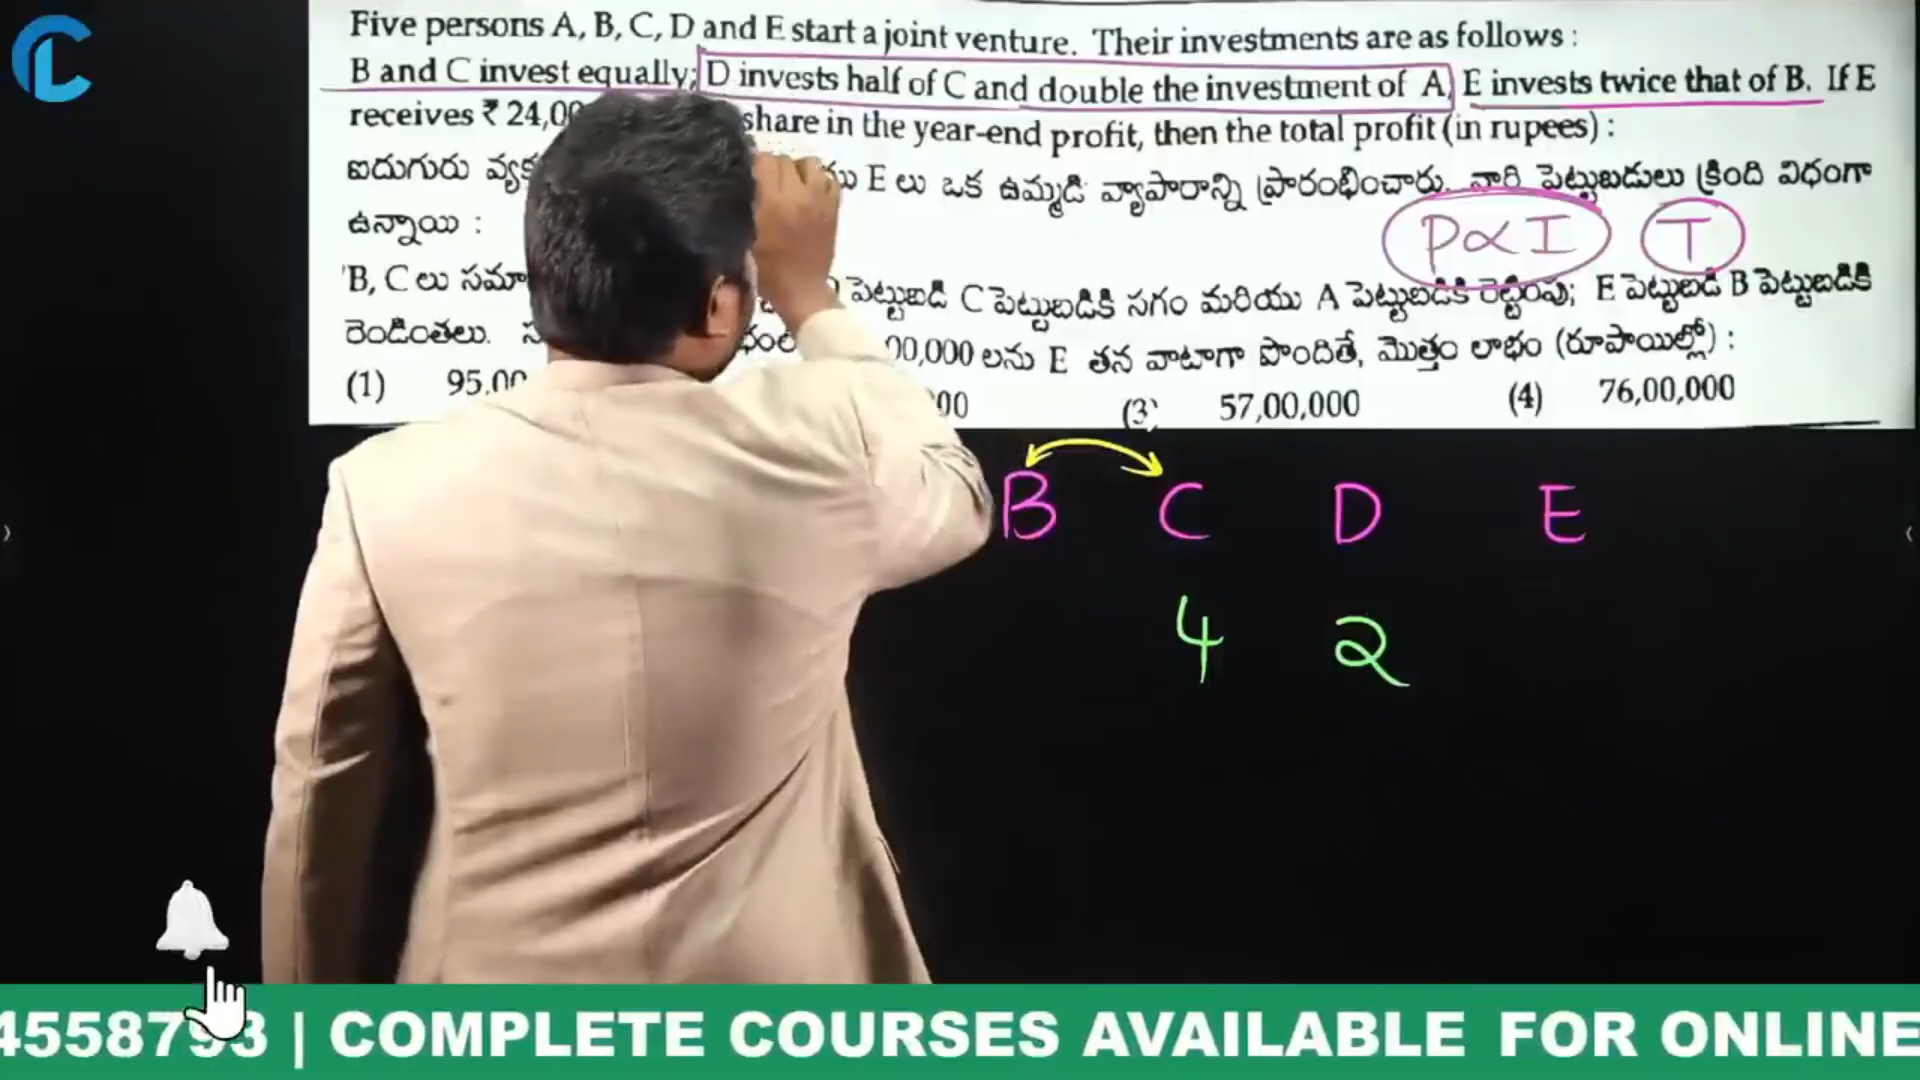 Five persons A, B, C, D and E start a joint venture. Their investments are as follows :
B and C invest equally; D invests half of C and double the investment of A, E invests twice that of B. If E
receives ₹ 24,00 share in the year-end profit, then the total profit (in rupees) :
ఐదుగురు E లు ఒక ఉమ్మడి వ్యాపారాన్ని ప్రారంభించారు. వారి పెట్టుబడులు క్రింది విధంగా
ఉన్నాయి :
P∝I T
'B, C లు పెట్టుబడి C పెట్టుబడికి సగం మరియు A పెట్టుబడికి రెట్టింపు; E పెట్టుబడి B పెట్టుబడికి
రెండింతలు. 00,000 లను E తన వాటాగా పొందితే, మొత్తం లాభం (రూపాయిల్లో) :
(1) 95,00 00 (3) 57,00,000 (4) 76,00,000
B C D E
4 2
4558793 | COMPLETE COURSES AVAILABLE FOR ONLINE